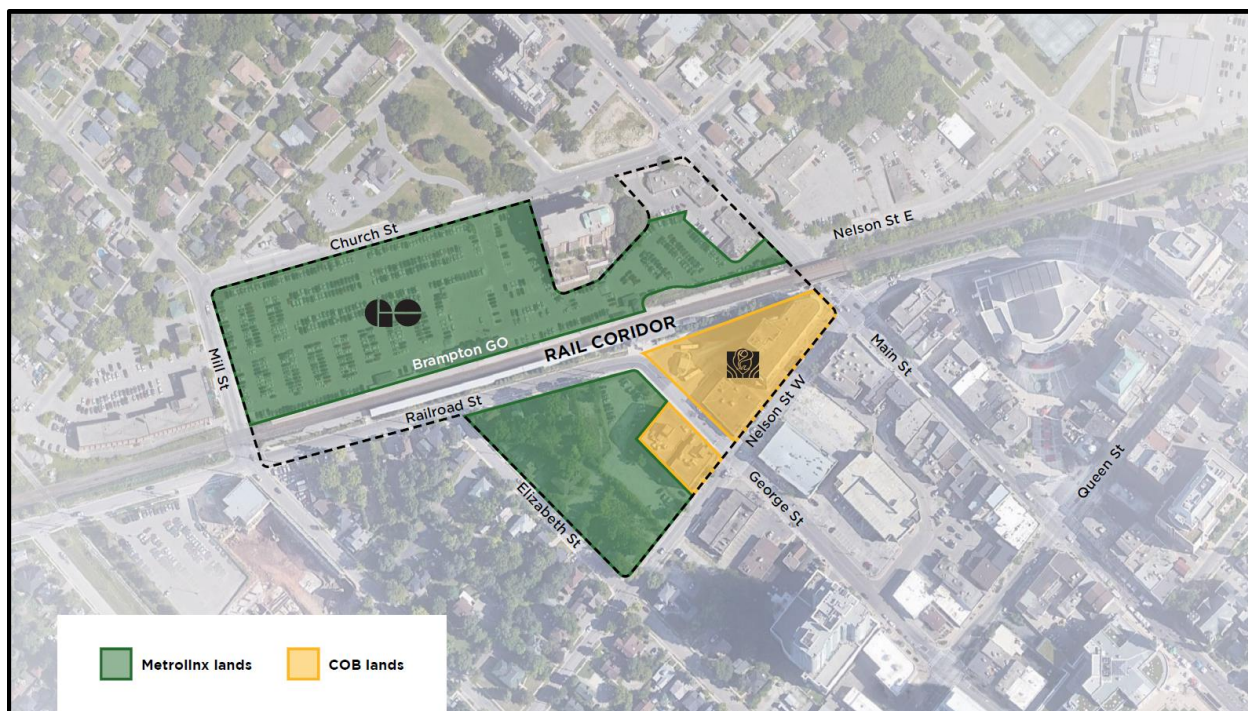 Church St
Nelson St E
Mill St
Brampton GO
RAIL CORIDOR
Main St
Railroad St
Nelson St W
Queen St
Elizabeth St
George St
GO
Metrolinx lands
COB lands